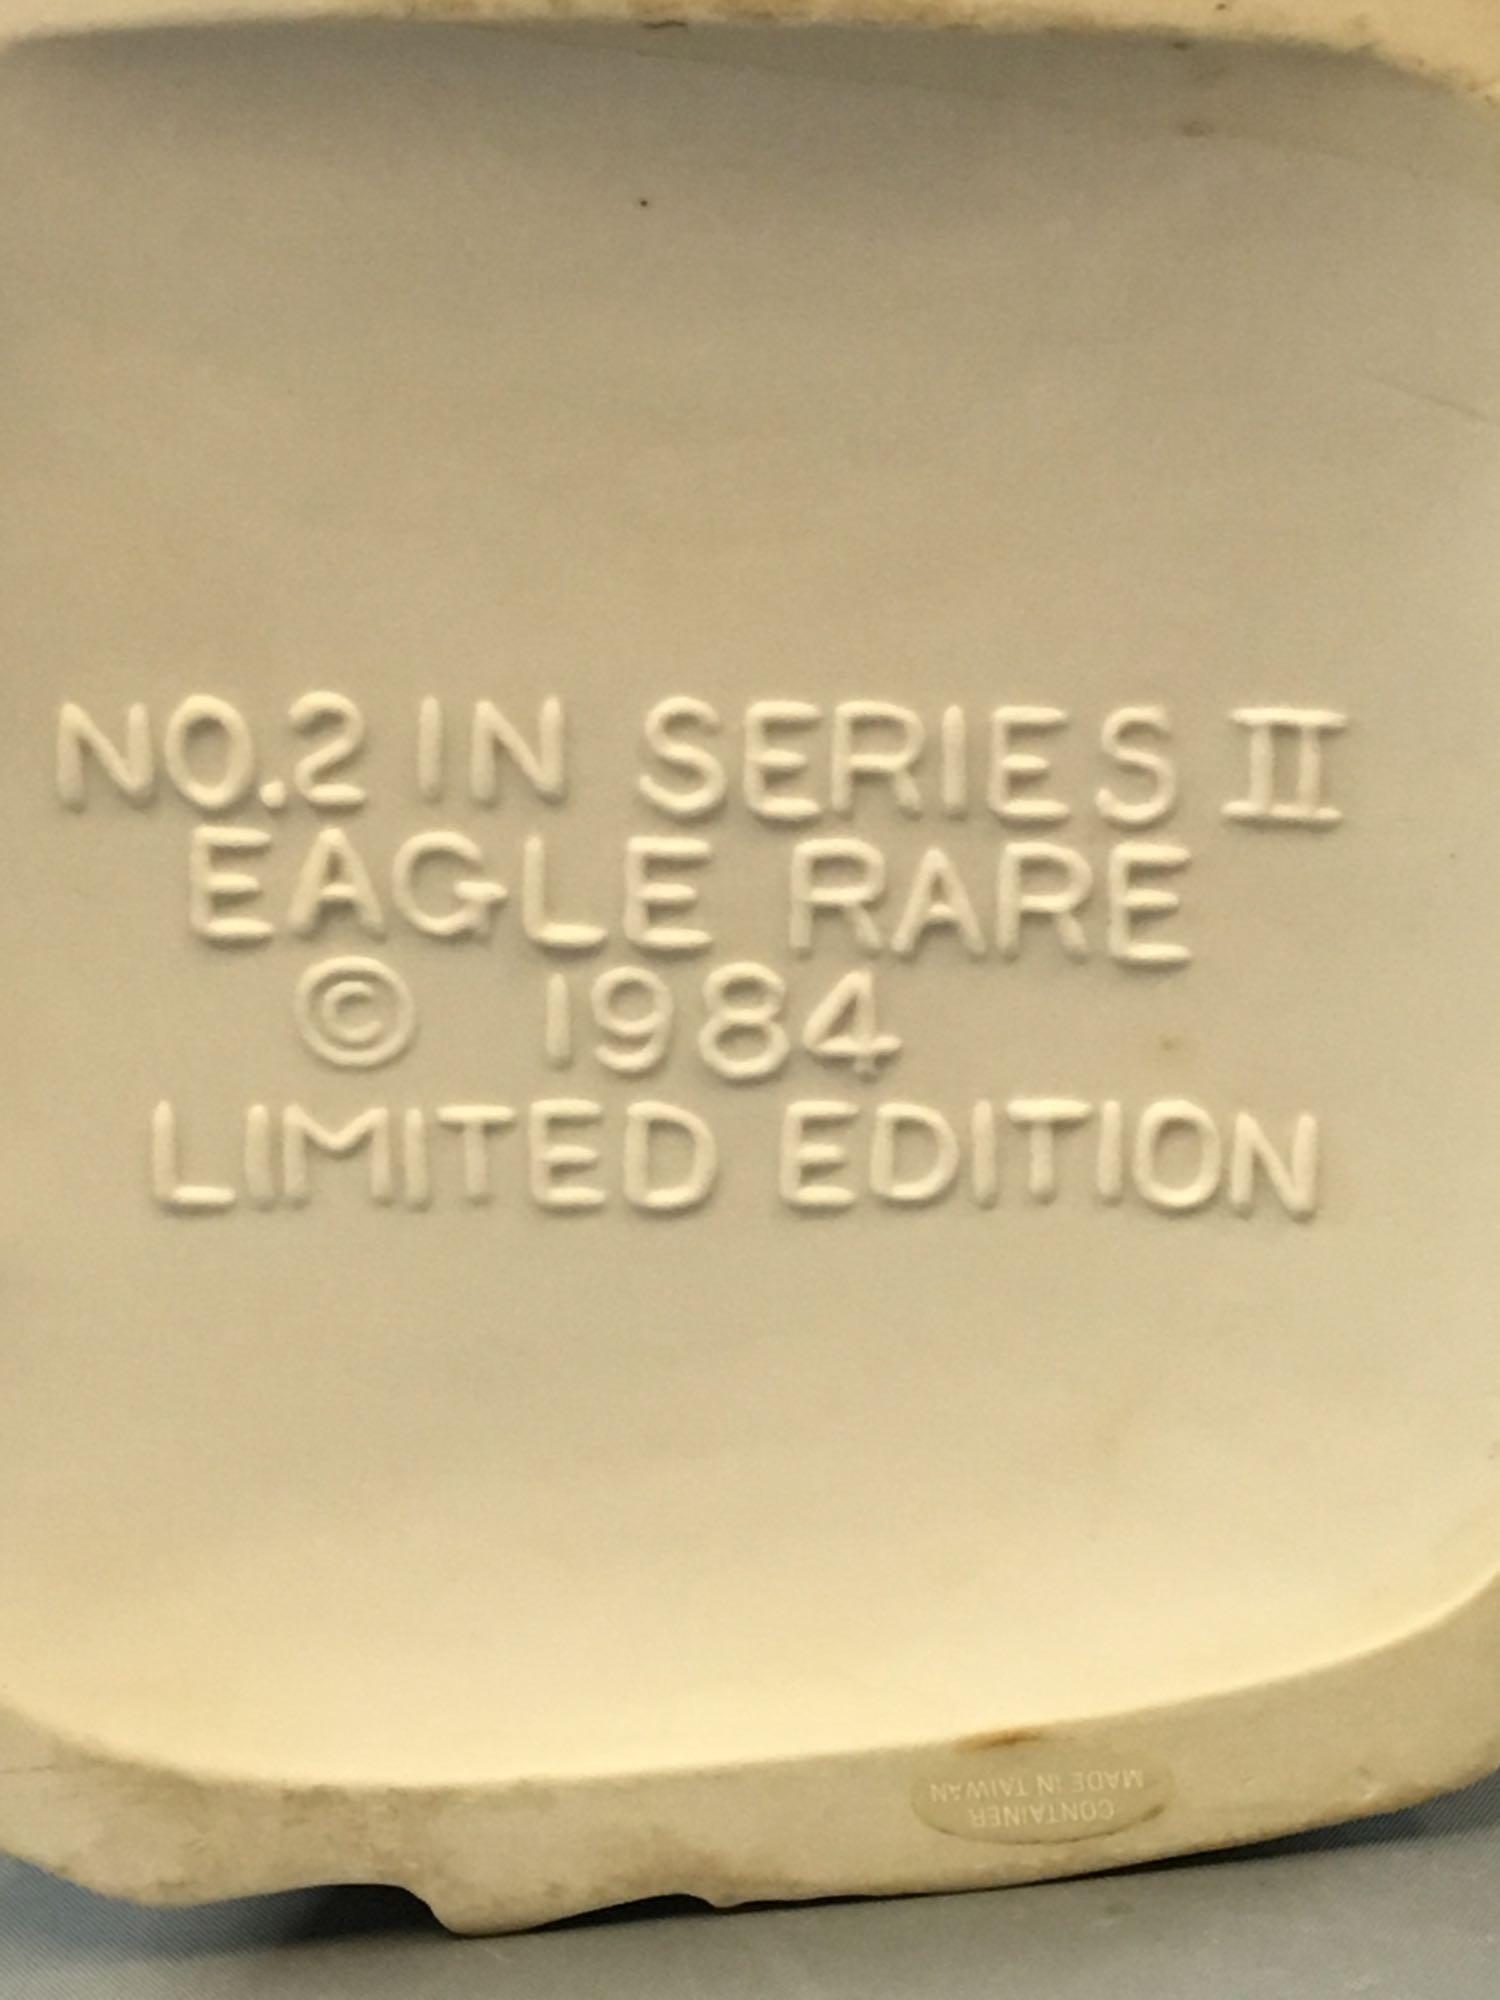 NO.2 IN SERIES II
EAGLE RARE
© 1984
LIMITED EDITION
CONTAINER
MADE IN TAIWAN